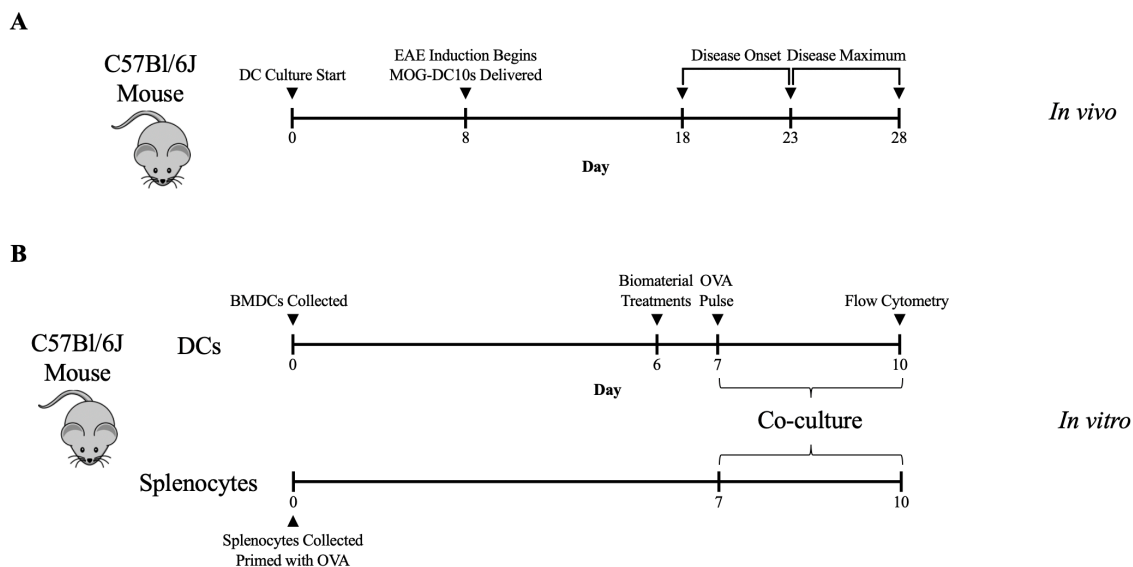 A
C57Bl/6J
Mouse
DC Culture Start
EAE Induction Begins
MOG-DC10s Delivered
Disease Onset
Disease Maximum
0
8
18
23
28
Day
In vivo
B
C57Bl/6J
Mouse
DCs
BMDCs Collected
Biomaterial
Treatments
OVA
Pulse
Flow Cytometry
0
6
7
10
Day
Co-culture
In vitro
Splenocytes
0
7
10
Splenocytes Collected
Primed with OVA